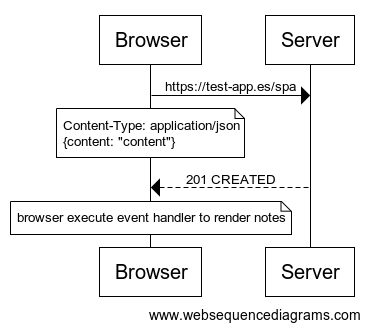 Browser
Server
https://test-app.es/spa
Content-Type: application/json
{content: "content"}
201 CREATED
browser execute event handler to render notes
Browser
Server
www.websequencediagrams.com